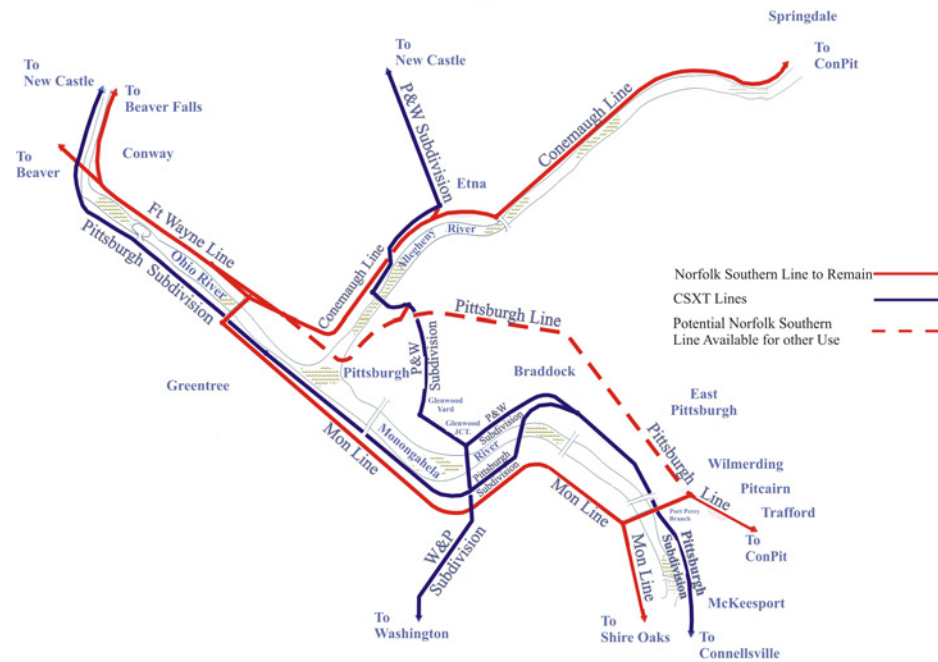 Springdale
To
ConPit
To
New Castle
To
New Castle
To
Beaver Falls
To
Beaver
Conway
P&W Subdivision
Conemaugh Line
Etna
Ft Wayne Line
Ohio River
Pittsburgh Subdivision
Conemaugh Line
Allegheny
River
Norfolk Southern Line to Remain
CSXT Lines
Potential Norfolk Southern
Line Available for other Use
Pittsburgh Line
P&W
Subdivision
Pittsburgh
Greentree
Braddock
Glenwood
Yard
Glenwood
JCT.
P&W
Subdivision
East
Pittsburgh
Mon Line
Monongahela
River
Pittsburgh
Subdivision
Mon Line
Pittsburgh
Line
Wilmerding
Pitcairn
Trafford
Port Perry
Branch
To
ConPit
W&P
Subdivision
Mon Line
Pittsburgh
Subdivision
McKeesport
To
Washington
To
Shire Oaks
To
Connellsville